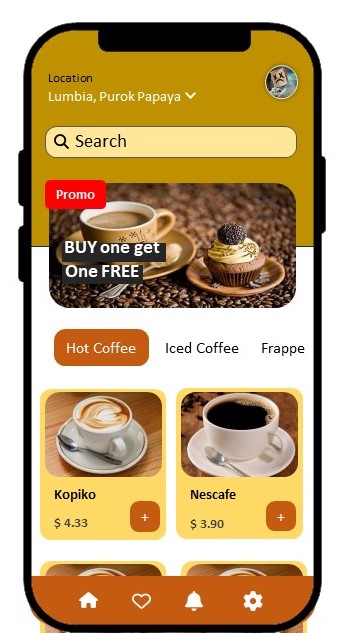 Location
Lumbia, Purok Papaya
Search
Promo
BUY one get
One FREE
Hot Coffee
Iced Coffee
Frappe
Kopiko
Nescafe
$ 4.33
+
$ 3.90
+